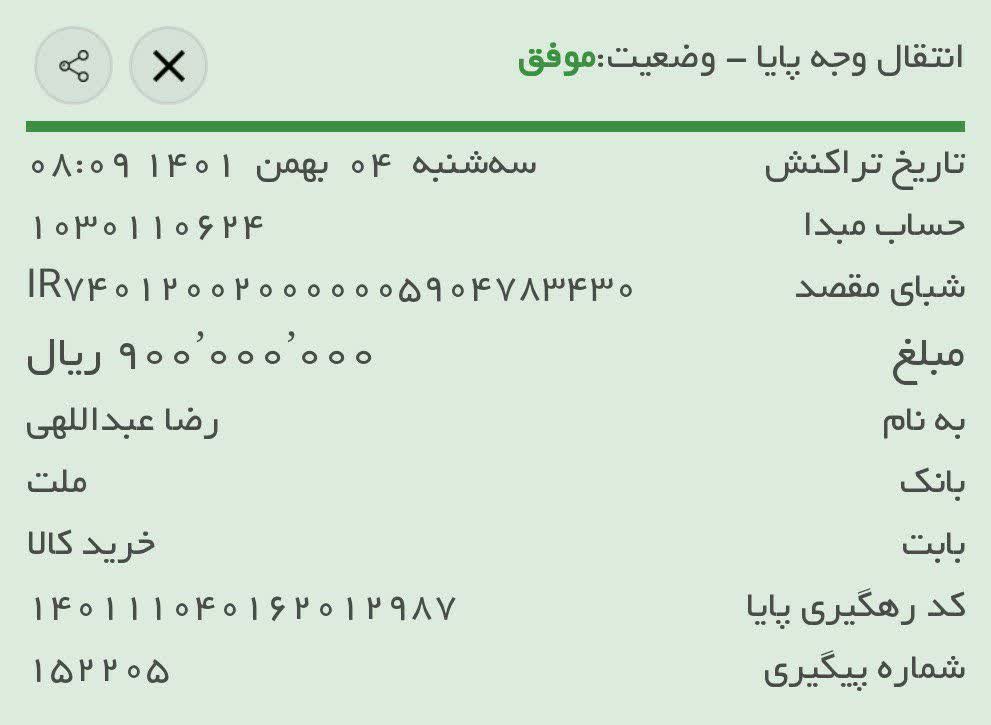 انتقال وجه پایا – وضعیت:موفق
تاریخ تراکنش سه‌شنبه ۰۴ بهمن ۱۴۰۱ ۰۸:۰۹
حساب مبدا ۱۰۳۰۱۱۰۶۲۴
شبای مقصد IR۷۴۰۱۲۰۰۲۰۰۰۰۰۰۵۹۰۴۷۸۳۴۳۰
مبلغ ۹۰۰٬۰۰۰٬۰۰۰ ریال
به نام رضا عبداللهی
بانک ملت
بابت خرید کالا
کد رهگیری پایا ۱۴۰۱۱۱۰۴۰۱۶۲۰۱۲۹۸۷
شماره پیگیری ۱۵۲۲۰۵